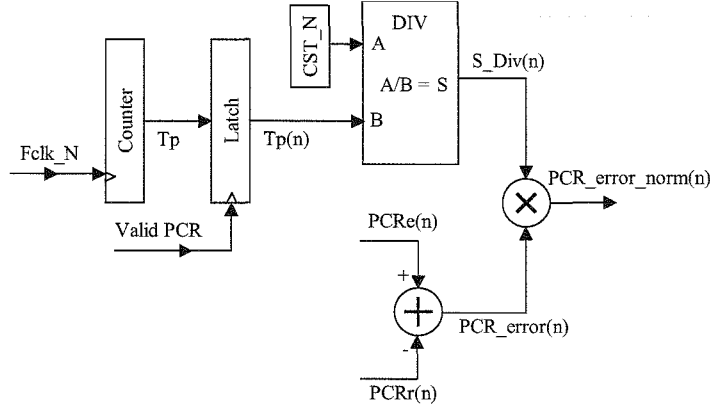 DIV
CST_N
A
S_Div(n)
A/B = S
Counter
Latch
B
Tp
Tp(n)
Fclk_N
PCR_error_norm(n)
×
Valid PCR
PCRe(n)
+
+
PCR_error(n)
-
PCRr(n)